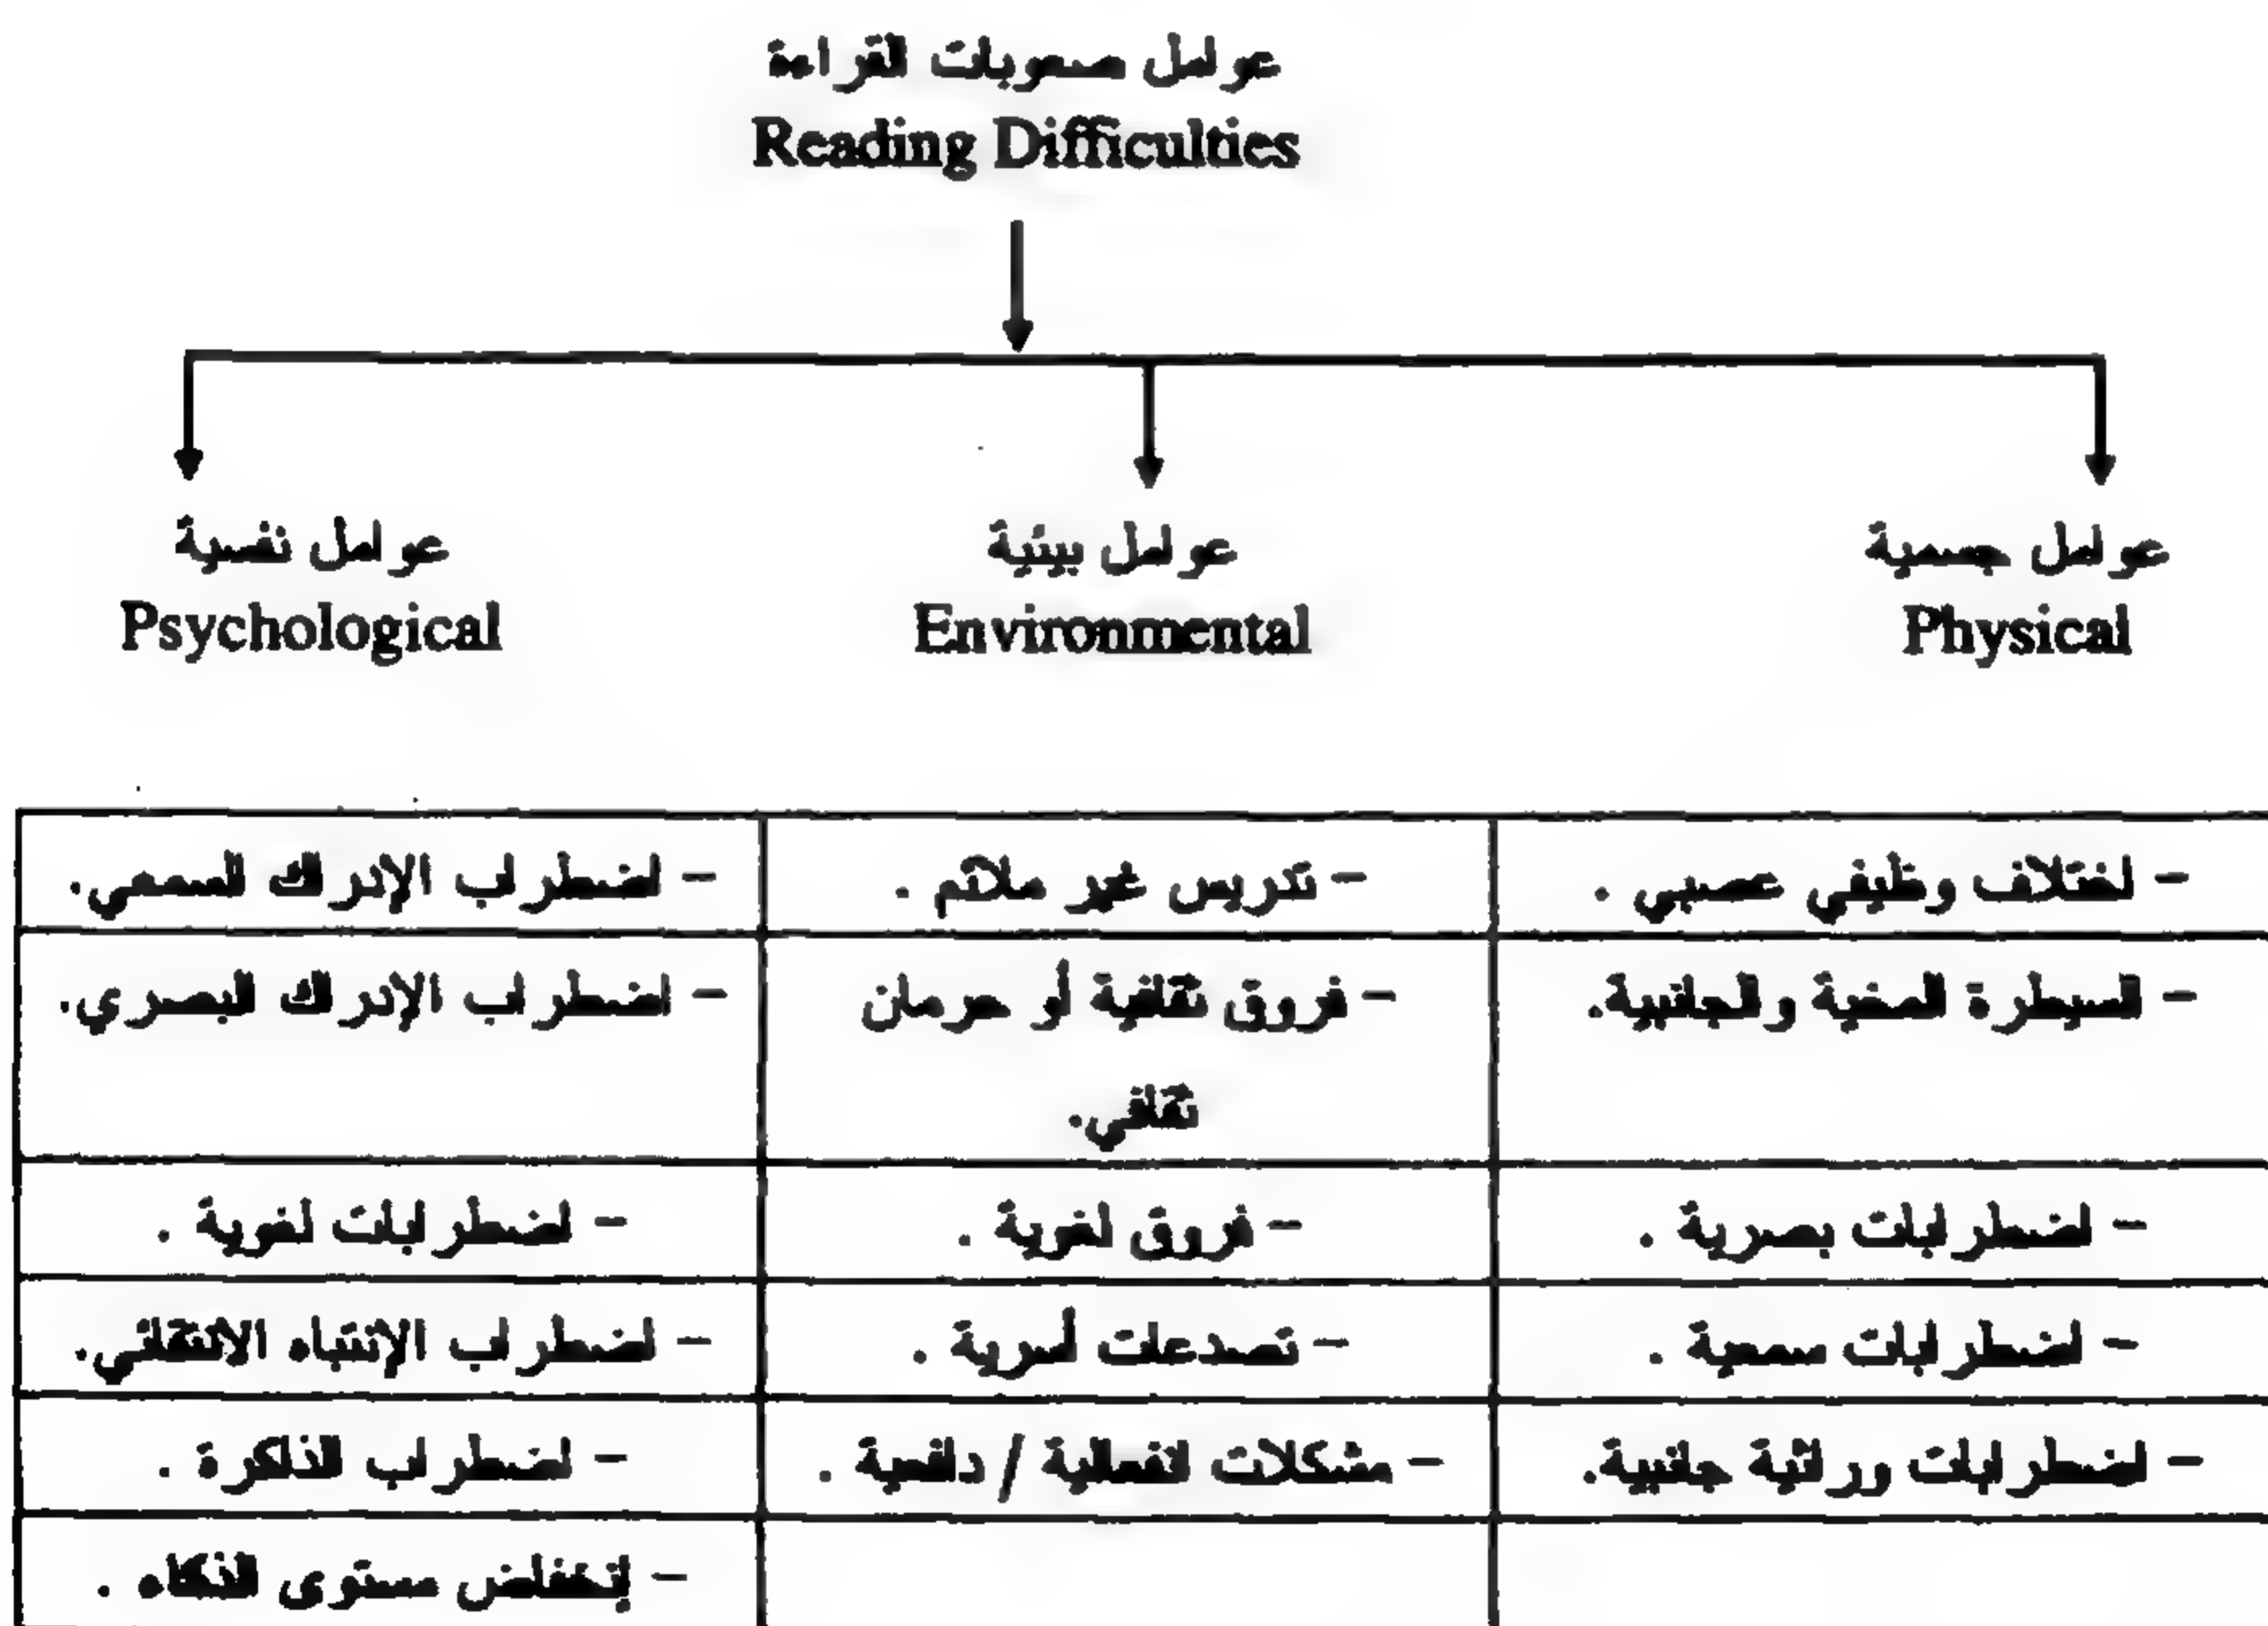 عوامل صعوبات القراءة
Reading Difficulties
عوامل جسمية
Physical
عوامل بيئية
Environmental
عوامل نفسية
Psychological
- اختلاف وظيفي عصبي .
- تدريس غير ملائم .
- اضطراب الإدراك السمعي.
- السيطرة المخية والجانبية.
- فروق ثقافية أو حرمان
ثقافي.
- اضطراب الإدراك البصري.
- اضطرابات بصرية .
- فروق لغوية .
- اضطرابات لغوية .
- اضطرابات سمعية .
- تصدعات أسرية .
- اضطراب الإنتباه الانتقائي.
- اضطرابات وراثية جانبية.
- مشكلات انفعالية / دافعية .
- اضطراب الذاكرة .
- إنخفاض مستوى الذكاء .